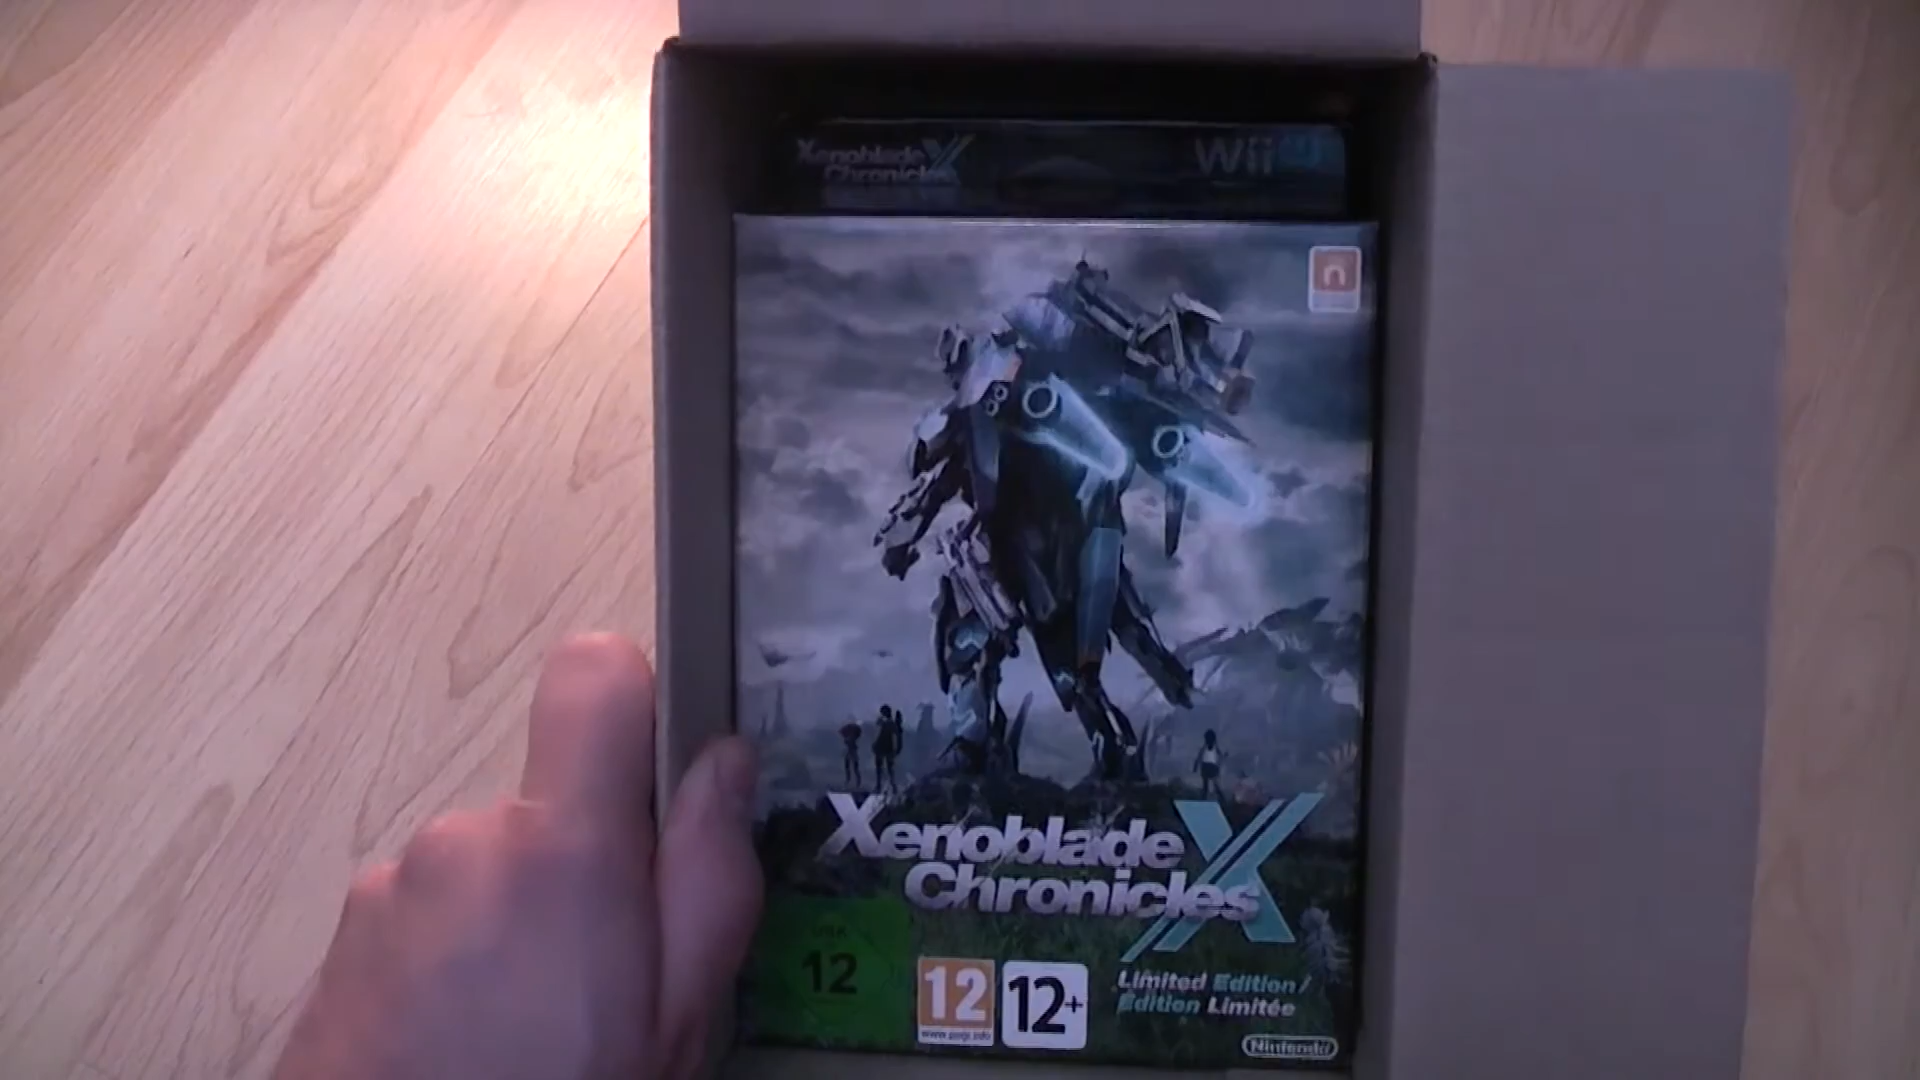 Xenoblade X
Chronicles
Wii U
n
Xenoblade X
Chronicles
USK
12
12
www.pegi.info
12+
Limited Edition /
Édition Limitée
Nintendo